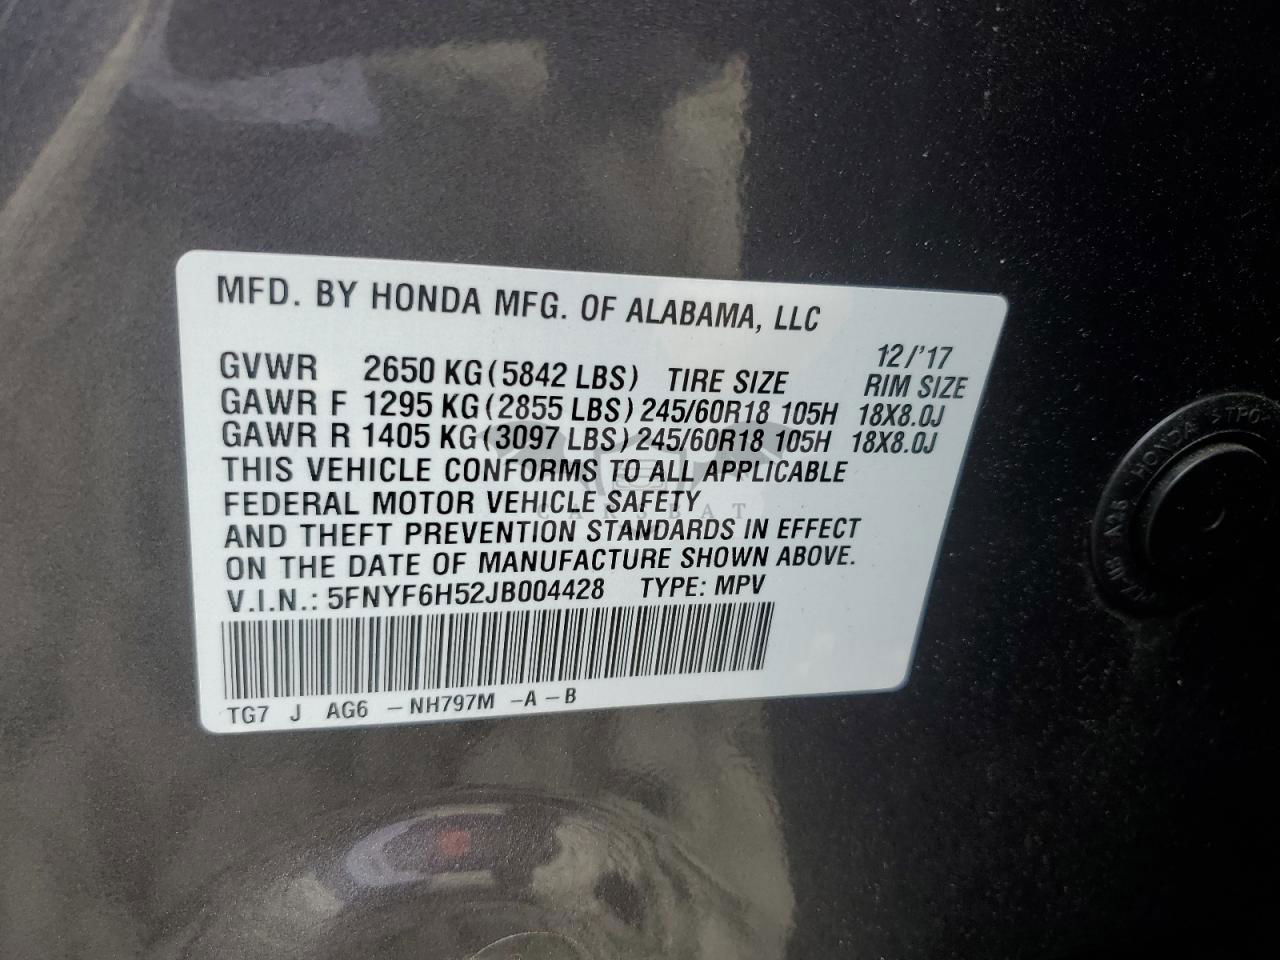 MFD. BY HONDA MFG. OF ALABAMA, LLC
12/'17
GVWR 2650 KG (5842 LBS) TIRE SIZE RIM SIZE
GAWR F 1295 KG (2855 LBS) 245/60R18 105H 18X8.0J
GAWR R 1405 KG (3097 LBS) 245/60R18 105H 18X8.0J
THIS VEHICLE CONFORMS TO ALL APPLICABLE
FEDERAL MOTOR VEHICLE SAFETY
AND THEFT PREVENTION STANDARDS IN EFFECT
ON THE DATE OF MANUFACTURE SHOWN ABOVE.
V.I.N.: 5FNYF6H52JB004428 TYPE: MPV
TG7 J AG6 -NH797M -A-B
CARSBAT
HONDA >TPO